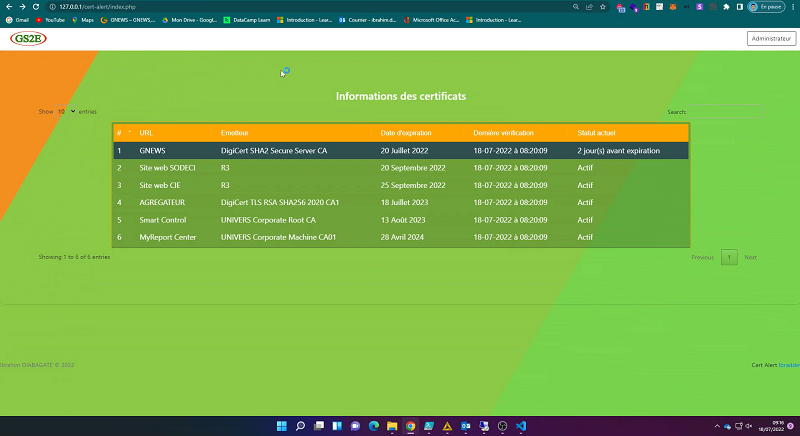 127.0.0.1/cert-alert/index.php
En pause
Gmail YouTube Maps GNEWS – GNEWS,... Mon Drive - Googl... DataCamp Learn Introduction - Lear... Courrier - ibrahim.d... Microsoft Office Ac... Introduction - Lear...
GS2E
Administrateur
Informations des certificats
Show 10 entries Search:
# URL Emetteur Date d'expiration Dernière vérification Statut actuel
1 GNEWS DigiCert SHA2 Secure Server CA 20 Juillet 2022 18-07-2022 à 08:20:09 2 jour(s) avant expiration
2 Site web SODECI R3 20 Septembre 2022 18-07-2022 à 08:20:09 Actif
3 Site web CIE R3 25 Septembre 2022 18-07-2022 à 08:20:09 Actif
4 AGREGATEUR DigiCert TLS RSA SHA256 2020 CA1 18 Juillet 2023 18-07-2022 à 08:20:09 Actif
5 Smart Control UNIVERS Corporate Root CA 13 Août 2023 18-07-2022 à 08:20:09 Actif
6 MyReport Center UNIVERS Corporate Machine CA01 28 Avril 2024 18-07-2022 à 08:20:09 Actif
Showing 1 to 6 of 6 entries Previous 1 Next
Ibrahim DIABAGATE © 2022 Cert Alert
09:16
18/07/2022